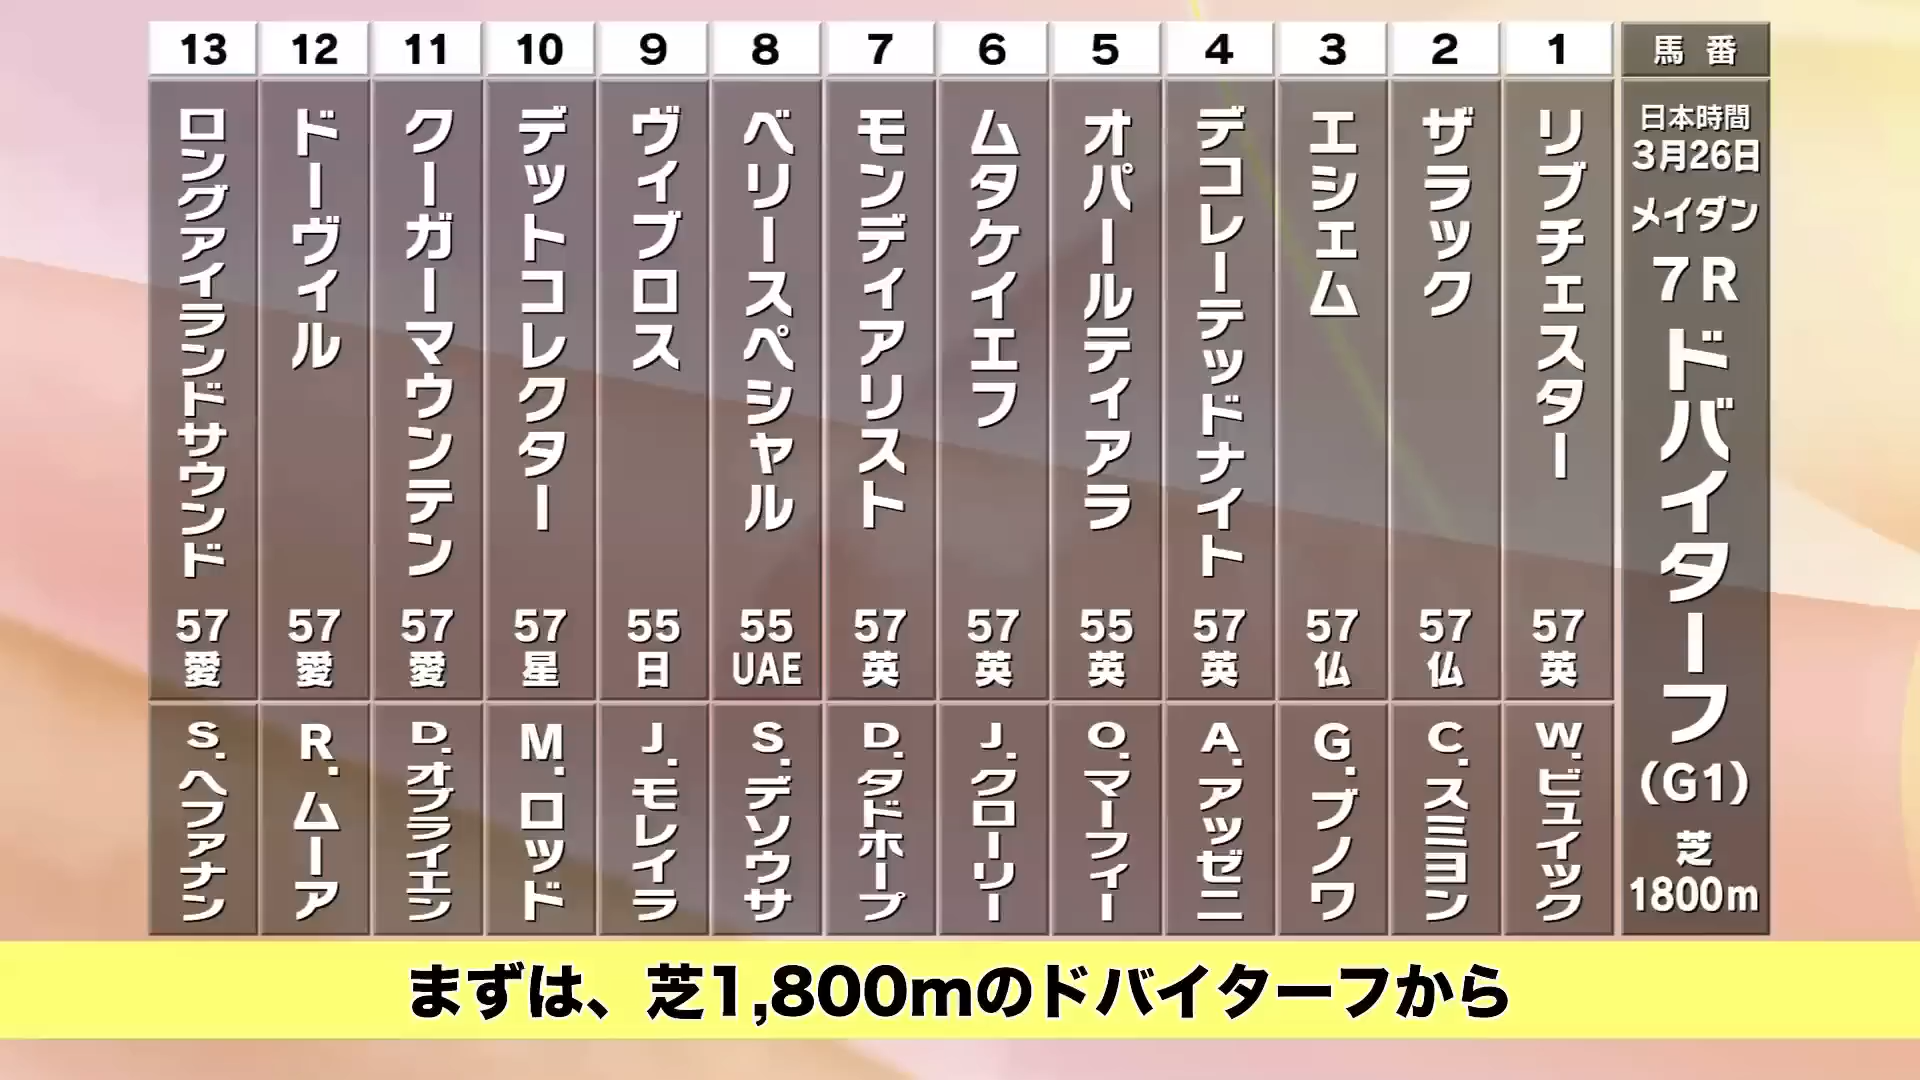 馬番
日本時間
3月26日
メイダン
7R
ドバイターフ
(G1)
芝
1800m
1
リブチェスター
57
英
W.ビュイック
2
ザラック
57
仏
C.スミヨン
3
エシェム
57
仏
G.ブノワ
4
デコレーテッドナイト
57
英
A.アッゼニ
5
オパールティアラ
55
英
O.マーフィー
6
ムタケイエフ
57
英
J.クローリー
7
モンディアリスト
57
英
D.タドホープ
8
ベリースペシャル
55
UAE
S.デソウサ
9
ヴィブロス
55
日
J.モレイラ
10
デットコレクター
57
星
M.ロッド
11
クーガーマウンテン
57
愛
D.オブライエン
12
ドーヴィル
57
愛
R.ムーア
13
ロングアイランドサウンド
57
愛
S.ヘファナン
まずは、芝1,800mのドバイターフから